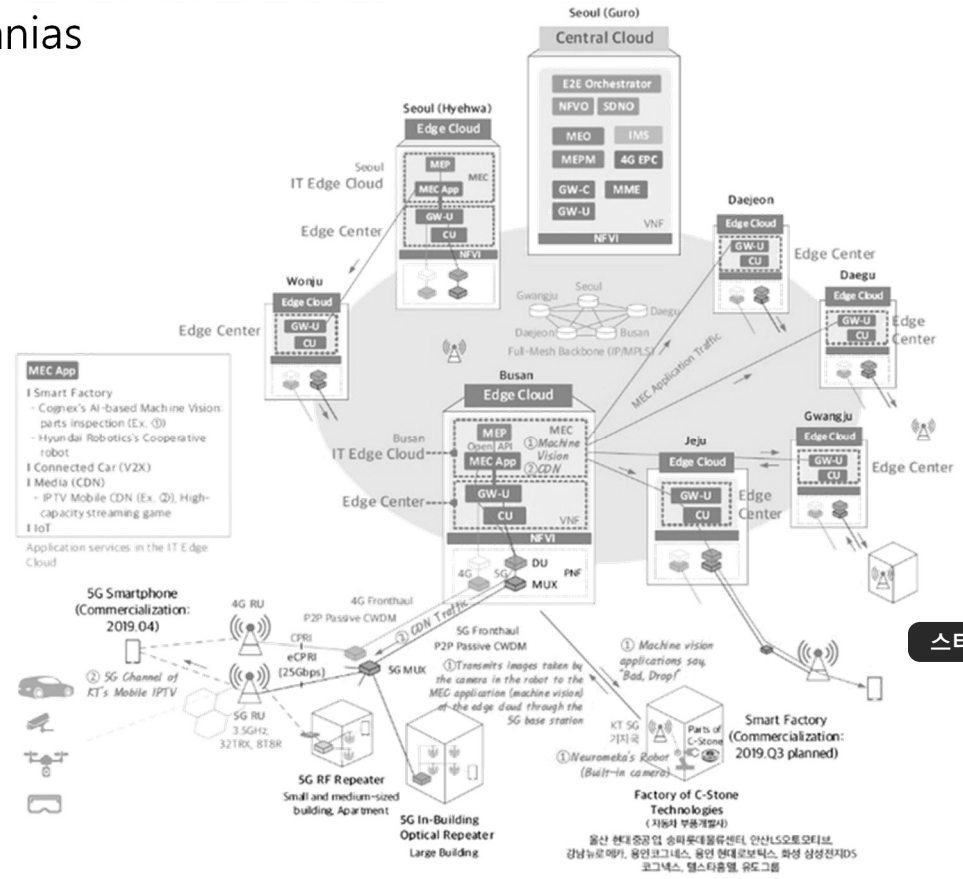 nias
Seoul (Guro)
Central Cloud
E2E Orchestrator
NFVO SDNO
MEO IMS
MEPM 4G EPC
GW-C MME
GW-U
VNF
NFVI
Seoul (Hyehwa)
Edge Cloud
Seoul
IT Edge Cloud
MEP
MEC
MEC App
Edge Center
GW-U
CU
NFVI
Wonju
Edge Cloud
Edge Center
GW-U
CU
Daejeon
Edge Cloud
GW-U
CU
Edge Center
Daegu
Edge Cloud
GW-U
CU
Edge
Center
Seoul
Gwangju
Daegu
Daejeon
Busan
Full-Mesh Backbone (IP/MPLS)
MEC Application Traffic
MEC App
I Smart Factory
- Cognex's AI-based Machine Vision:
parts inspection (Ex. ①)
- Hyundai Robotics's Cooperative
robot
I Connected Car (V2X)
I Media (CDN)
- IPTV Mobile CDN (Ex. ②), High-
capacity streaming game
I IoT
Application services in the IT Edge
Cloud
Busan
Edge Cloud
Busan
IT Edge Cloud
MEP
MEC
Open API
MEC App
①Machine
Vision
②CDN
Edge Center
GW-U
CU
VNF
NFVI
4G 5G
DU
MUX
PNF
Jeju
Edge Cloud
GW-U
CU
Edge
Center
Gwangju
Edge Cloud
GW-U
CU
Edge Center
5G Smartphone
(Commercialization:
2019.04)
4G RU
4G Fronthaul
P2P Passive CWDM
② CDN Traffic
CPRI
eCPRI
(25Gbps)
5G MUX
② 5G Channel of
KT's Mobile IPTV
5G RU
3.5GHz,
32TRX, 8T8R
5G Fronthaul
P2P Passive CWDM
①Transmits images taken by
the camera in the robot to the
MEC application (machine vision)
of the edge cloud through the
5G base station
① Machine vision
applications say,
"Bad, Drop!"
스타
KT 5G
기지국
Parts of
C-Stone
①Neuromeka's Robot
(Built-in camera)
Smart Factory
(Commercialization:
2019.Q3 planned)
5G RF Repeater
Small and medium-sized
building, Apartment
5G In-Building
Optical Repeater
Large Building
Factory of C-Stone
Technologies
(자동차 부품개발사)
울산 현대중공업, 송파롯데물류센터, 안산LS오토모티브,
강남뉴로메카, 용인코그넥스, 용인 현대로보틱스, 화성 삼성전자DS
코그넥스, 텔스타홈멜, 유도그룹